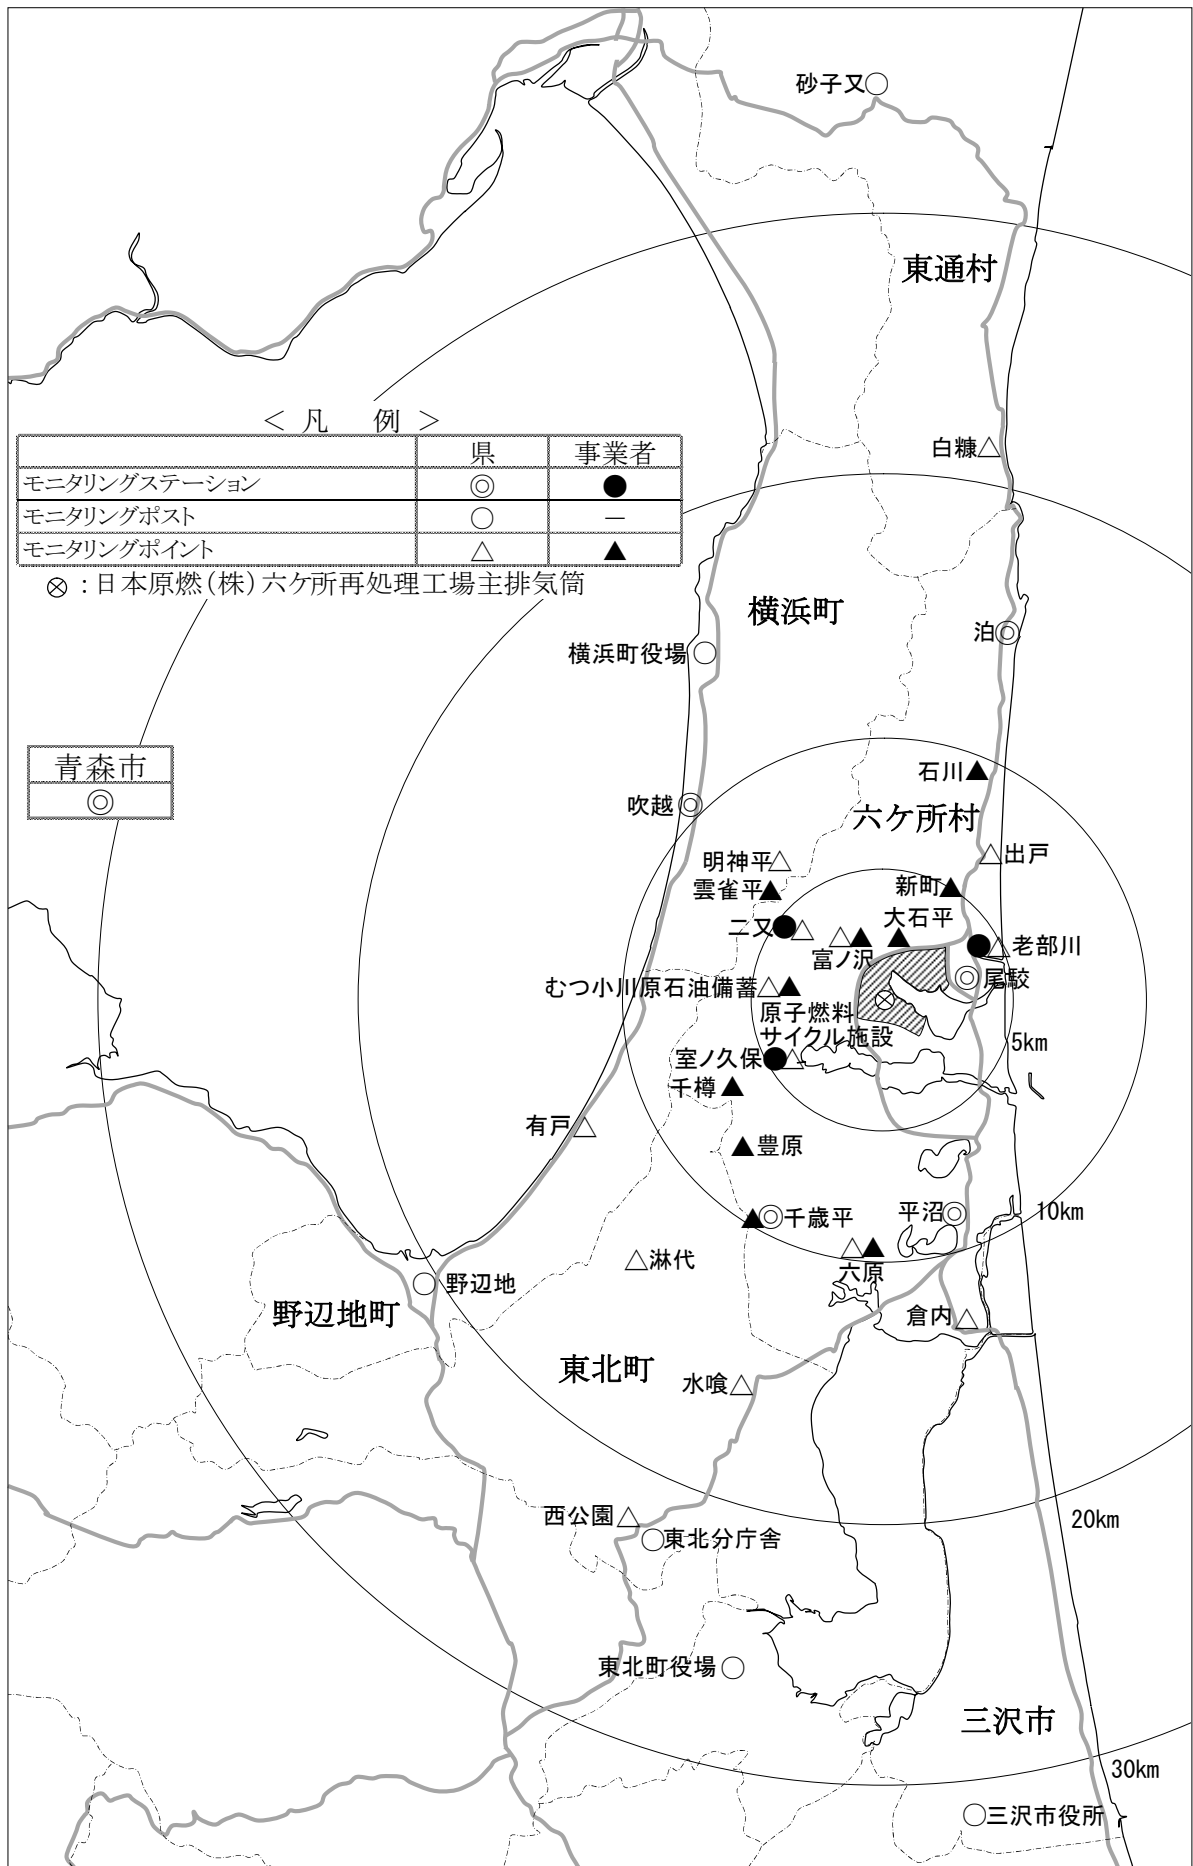 砂子又
東通村
＜ 凡　例 ＞
県 事業者
白糠
モニタリングステーション ◎ ●
モニタリングポスト ○ －
モニタリングポイント △ ▲
⊗ : 日本原燃(株)六ケ所再処理工場主排気筒
横浜町
泊
横浜町役場
青森市
◎
石川
吹越
六ケ所村
明神平
出戸
雲雀平
新町
大石平
二又
老部川
富ノ沢
尾駮
むつ小川原石油備蓄
原子燃料
サイクル施設
5km
室ノ久保
千樽
有戸
豊原
千歳平
平沼
10km
淋代
六原
野辺地
野辺地町
倉内
東北町
水喰
西公園
20km
東北分庁舎
東北町役場
三沢市
30km
三沢市役所